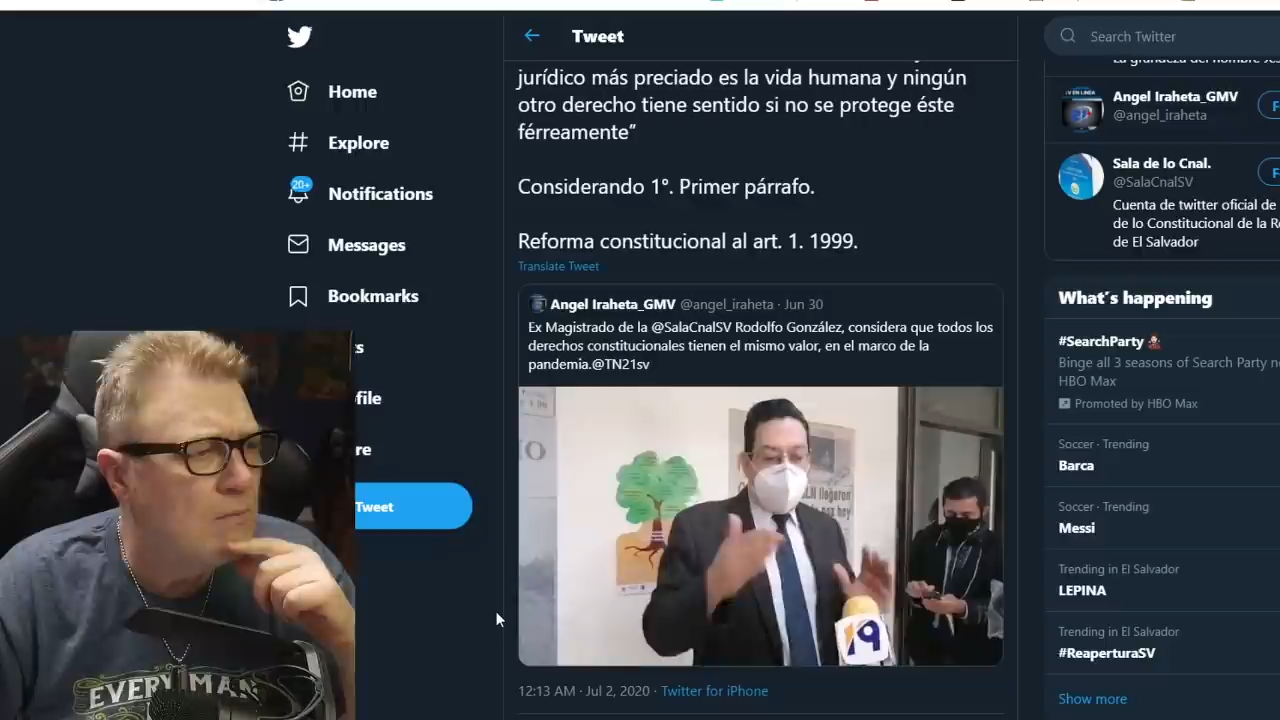 Tweet
Search Twitter
Home
Explore
20+
Notifications
Messages
Bookmarks
Tweet
jurídico más preciado es la vida humana y ningún
otro derecho tiene sentido si no se protege éste
férreamente”
Considerando 1°. Primer párrafo.
Reforma constitucional al art. 1. 1999.
Translate Tweet
Angel Iraheta_GMV @angel_iraheta · Jun 30
Ex Magistrado de la @SalaCnalSV Rodolfo González, considera que todos los
derechos constitucionales tienen el mismo valor, en el marco de la
pandemia.@TN21sv
19
12:13 AM · Jul 2, 2020 · Twitter for iPhone
Angel Iraheta_GMV
@angel_iraheta
Sala de lo Cnal.
@SalaCnalSV
Cuenta de twitter oficial de
de lo Constitucional de la R
de El Salvador
What’s happening
#SearchParty
Binge all 3 seasons of Search Party
HBO Max
Promoted by HBO Max
Soccer · Trending
Barca
Soccer · Trending
Messi
Trending in El Salvador
LEPINA
Trending in El Salvador
#ReaperturaSV
Show more
EVERY MAN